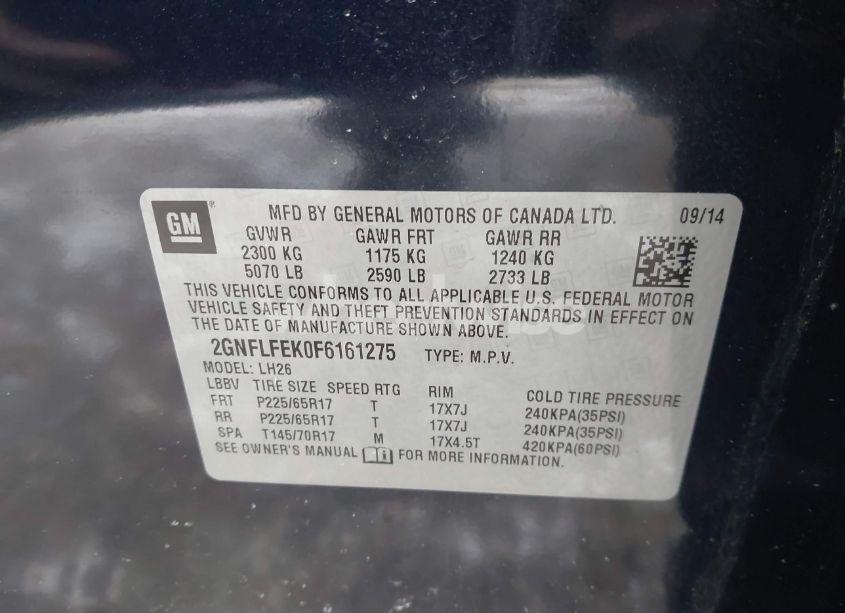 GM® MFD BY GENERAL MOTORS OF CANADA LTD. 09/14
GVWR GAWR FRT GAWR RR
2300 KG 1175 KG 1240 KG
5070 LB 2590 LB 2733 LB
THIS VEHICLE CONFORMS TO ALL APPLICABLE U.S. FEDERAL MOTOR
VEHICLE SAFETY AND THEFT PREVENTION STANDARDS IN EFFECT ON
THE DATE OF MANUFACTURE SHOWN ABOVE.
2GNFLFEK0F6161275 TYPE: M.P.V.
MODEL: LH26
LBBV TIRE SIZE SPEED RTG RIM COLD TIRE PRESSURE
FRT P225/65R17 T 17X7J 240KPA(35PSI)
RR P225/65R17 T 17X7J 240KPA(35PSI)
SPA T145/70R17 M 17X4.5T 420KPA(60PSI)
SEE OWNER'S MANUAL FOR MORE INFORMATION.